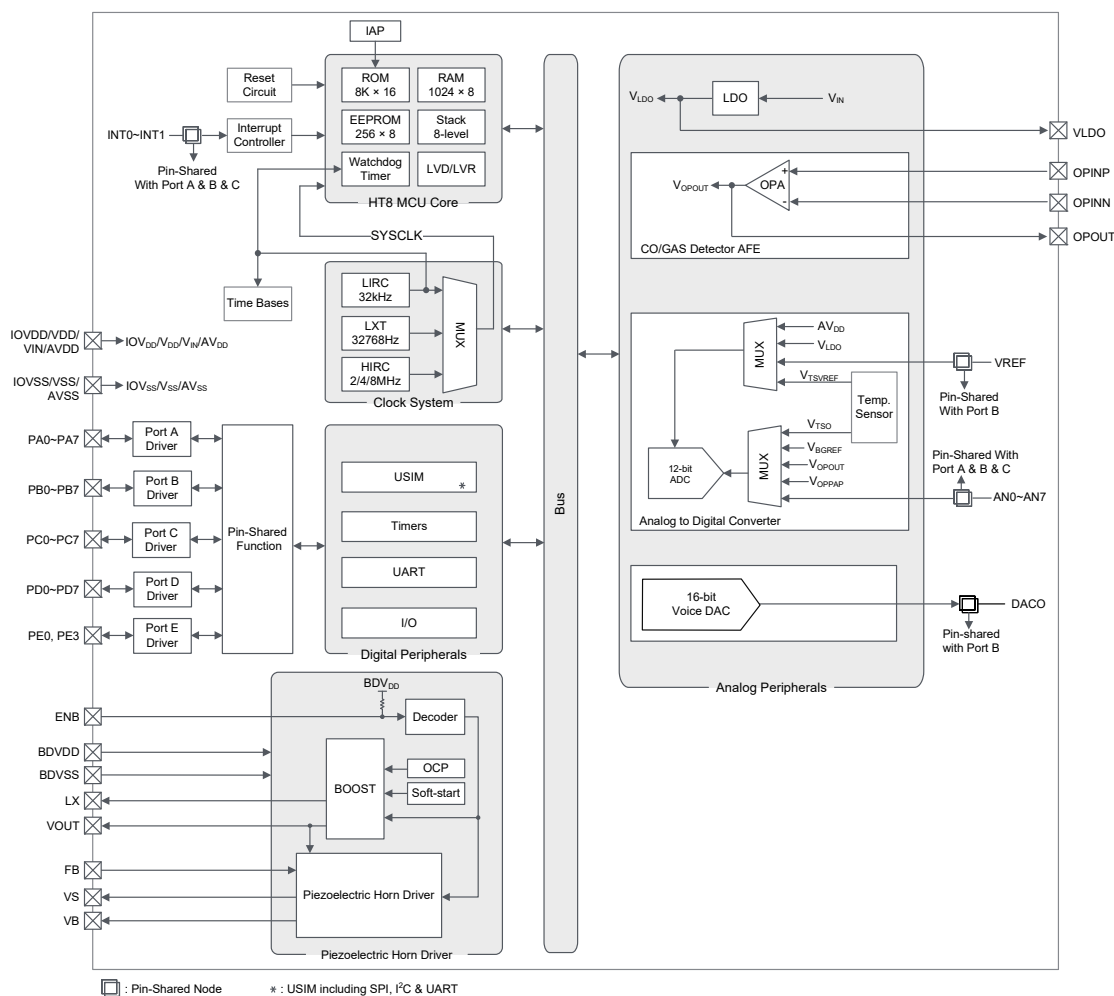 IAP
Reset
Circuit
ROM
8K × 16
RAM
1024 × 8
INT0~INT1
Interrupt
Controller
EEPROM
256 × 8
Stack
8-level
Pin-Shared
With Port A & B & C
Watchdog
Timer
LVD/LVR
HT8 MCU Core
SYSCLK
Time Bases
LIRC
32kHz
LXT
32768Hz
HIRC
2/4/8MHz
MUX
Clock System
IOVDD/VDD/
VIN/AVDD
IOVDD/VDD/VIN/AVDD
IOVSS/VSS/
AVSS
IOVSS/VSS/AVSS
PA0~PA7
Port A
Driver
PB0~PB7
Port B
Driver
PC0~PC7
Port C
Driver
PD0~PD7
Port D
Driver
PE0, PE3
Port E
Driver
Pin-Shared
Function
USIM
*
Timers
UART
I/O
Digital Peripherals
BDVDD
ENB
Decoder
BDVDD
BDVSS
LX
VOUT
BOOST
OCP
Soft-start
FB
VS
VB
Piezoelectric Horn Driver
Piezoelectric Horn Driver
Bus
VLDO
LDO
VIN
VLDO
VOPOUT
OPA
+
-
OPINP
OPINN
OPOUT
CO/GAS Detector AFE
MUX
AVDD
VLDO
VTSVREF
VREF
Pin-Shared
With Port B
Temp.
Sensor
12-bit
ADC
MUX
VTSO
VBGREF
VOPOUT
VOPPAP
Pin-Shared With
Port A & B & C
AN0~AN7
Analog to Digital Converter
16-bit
Voice DAC
DACO
Pin-shared
with Port B
Analog Peripherals
: Pin-Shared Node
* : USIM including SPI, I²C & UART